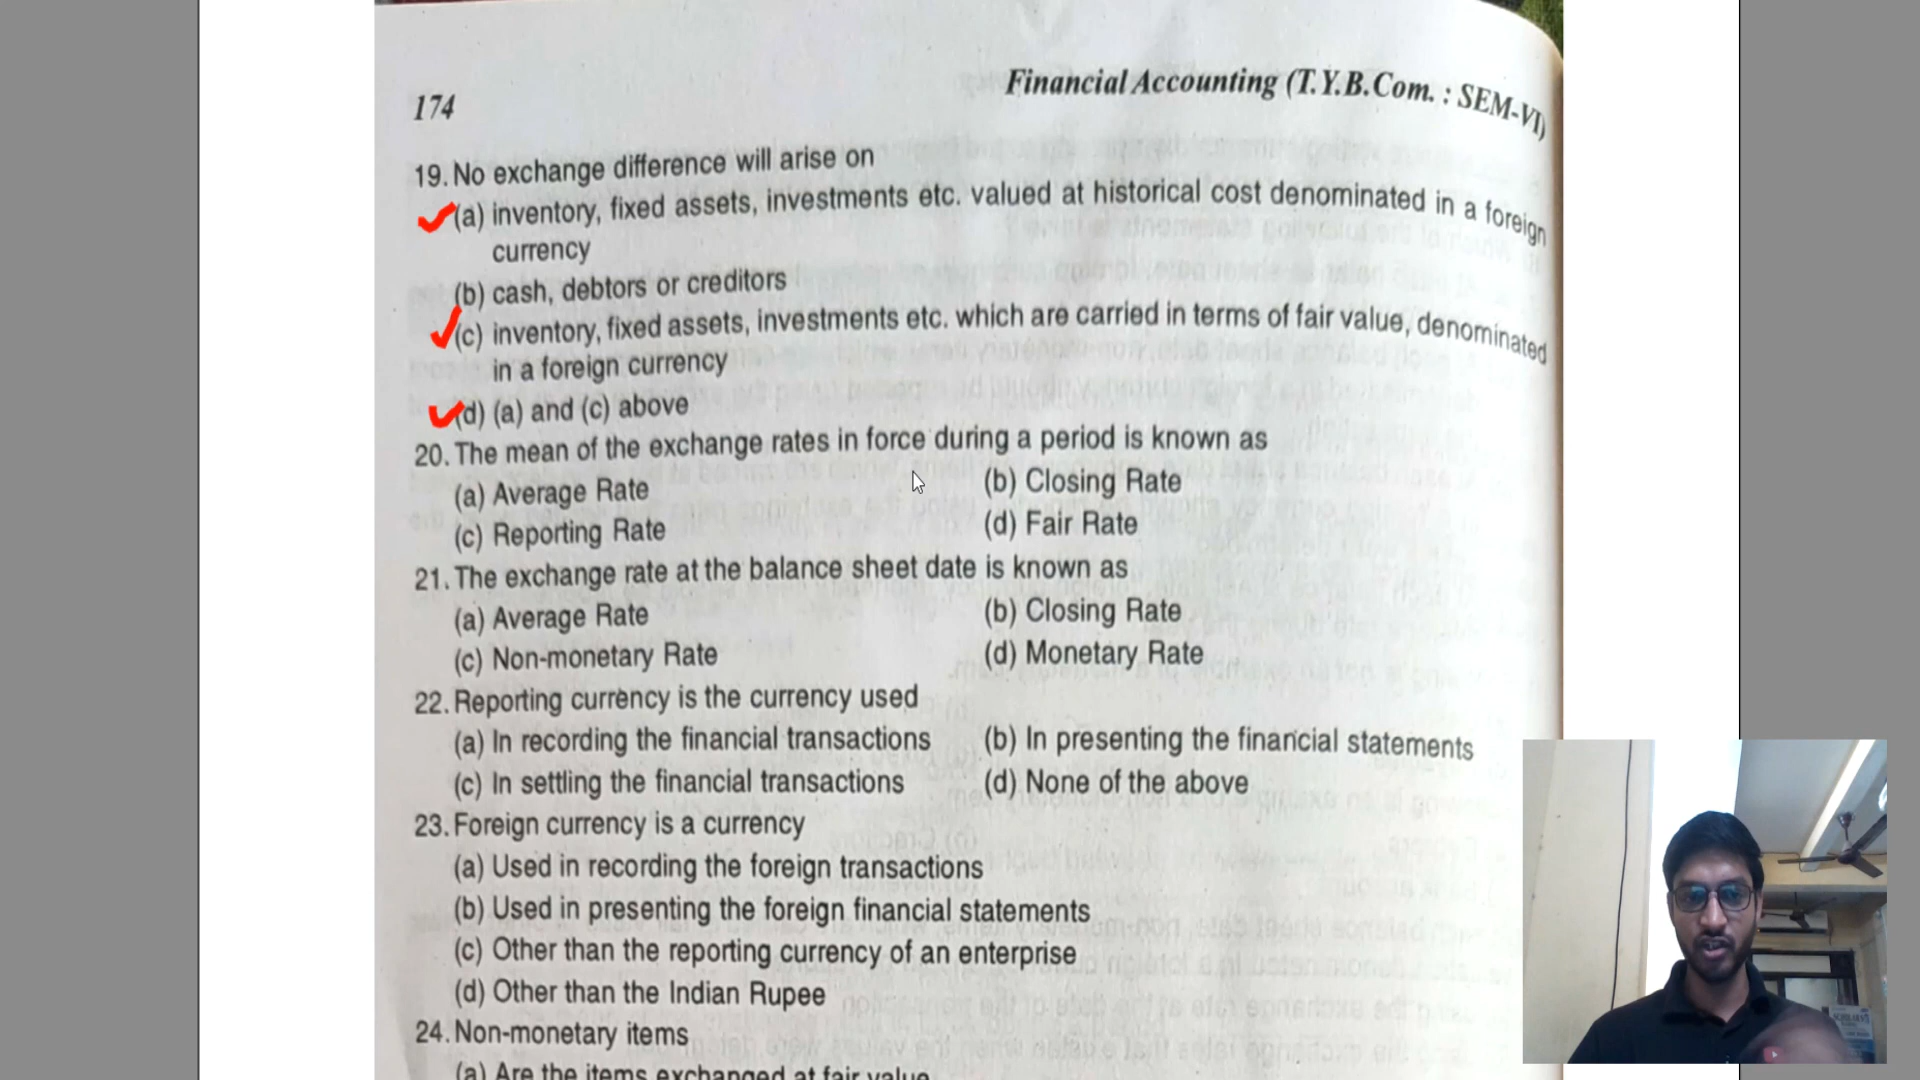 174
Financial Accounting (T.Y.B.Com. : SEM-VI)
19. No exchange difference will arise on
(a) inventory, fixed assets, investments etc. valued at historical cost denominated in a foreign
currency
(b) cash, debtors or creditors
(c) inventory, fixed assets, investments etc. which are carried in terms of fair value, denominated
in a foreign currency
(d) (a) and (c) above
20. The mean of the exchange rates in force during a period is known as
(a) Average Rate (b) Closing Rate
(c) Reporting Rate (d) Fair Rate
21. The exchange rate at the balance sheet date is known as
(a) Average Rate (b) Closing Rate
(c) Non-monetary Rate (d) Monetary Rate
22. Reporting currency is the currency used
(a) In recording the financial transactions (b) In presenting the financial statements
(c) In settling the financial transactions (d) None of the above
23. Foreign currency is a currency
(a) Used in recording the foreign transactions
(b) Used in presenting the foreign financial statements
(c) Other than the reporting currency of an enterprise
(d) Other than the Indian Rupee
24. Non-monetary items
(a) Are the items exchanged at fair value